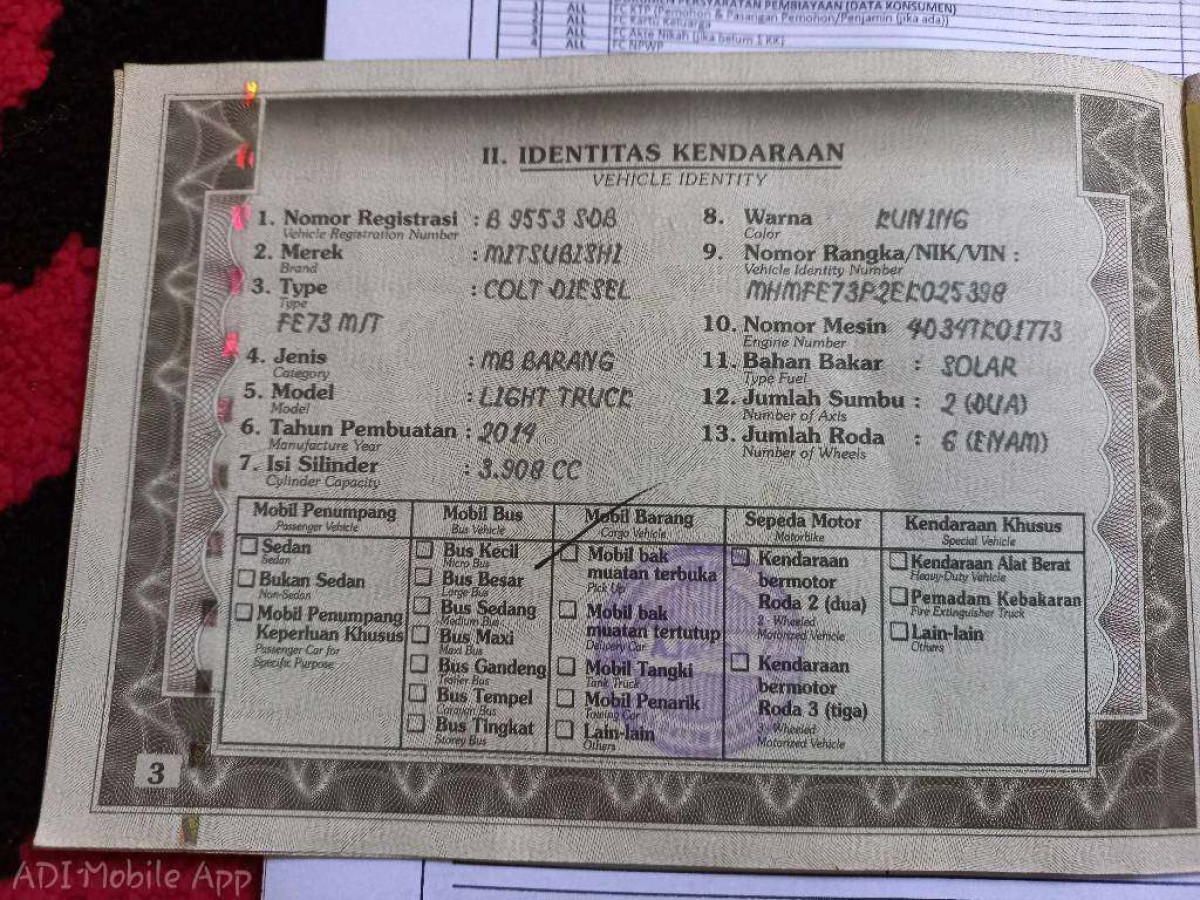 1 ALL PERSYARATAN PEMBIAYAAN (DATA KONSUMEN)
2 ALL FC KTP (Pemohon & Pasangan Pemohon/Penjamin (jika ada))
3 ALL FC Kartu Keluarga
4 ALL FC Akte Nikah (jika belum 1 KK)
FC NPWP
II. IDENTITAS KENDARAAN
VEHICLE IDENTITY
1. Nomor Registrasi : B 9553 SOB
Vehicle Registration Number
2. Merek : MITSUBISHI
Brand
3. Type : COLT DIESEL
Type
FE73 M/T
4. Jenis : MB BARANG
Category
5. Model : LIGHT TRUCK
Model
6. Tahun Pembuatan : 2014
Manufacture Year
7. Isi Silinder : 3.908 CC
Cylinder Capacity
8. Warna KUNING
Color
9. Nomor Rangka/NIK/VIN :
Vehicle Identity Number
MHMFE73P2EK025398
10. Nomor Mesin 4D34TK01773
Engine Number
11. Bahan Bakar : SOLAR
Type Fuel
12. Jumlah Sumbu : 2 (DUA)
Number of Axis
13. Jumlah Roda : 6 (ENAM)
Number of Wheels
Mobil Penumpang
Passenger Vehicle
Sedan
Sedan
Bukan Sedan
Non-Sedan
Mobil Penumpang
Keperluan Khusus
Passenger Car for
Specific Purpose
Mobil Bus
Bus Vehicle
Bus Kecil
Micro Bus
Bus Besar
Large Bus
Bus Sedang
Medium Bus
Bus Maxi
Maxi Bus
Bus Gandeng
Trailer Bus
Bus Tempel
Caravan Bus
Bus Tingkat
Storey Bus
Mobil Barang
Cargo Vehicle
Mobil bak
muatan terbuka
Pick Up
Mobil bak
muatan tertutup
Delivery Car
Mobil Tangki
Tank Truck
Mobil Penarik
Towing Car
Lain-lain
Others
Sepeda Motor
Motorbike
Kendaraan
bermotor
Roda 2 (dua)
2 - Wheeled
Motorized Vehicle
Kendaraan
bermotor
Roda 3 (tiga)
3 - Wheeled
Motorized Vehicle
Kendaraan Khusus
Special Vehicle
Kendaraan Alat Berat
Heavy-Duty Vehicle
Pemadam Kebakaran
Fire Extinguisher Truck
Lain-lain
Others
3
ADI Mobile App